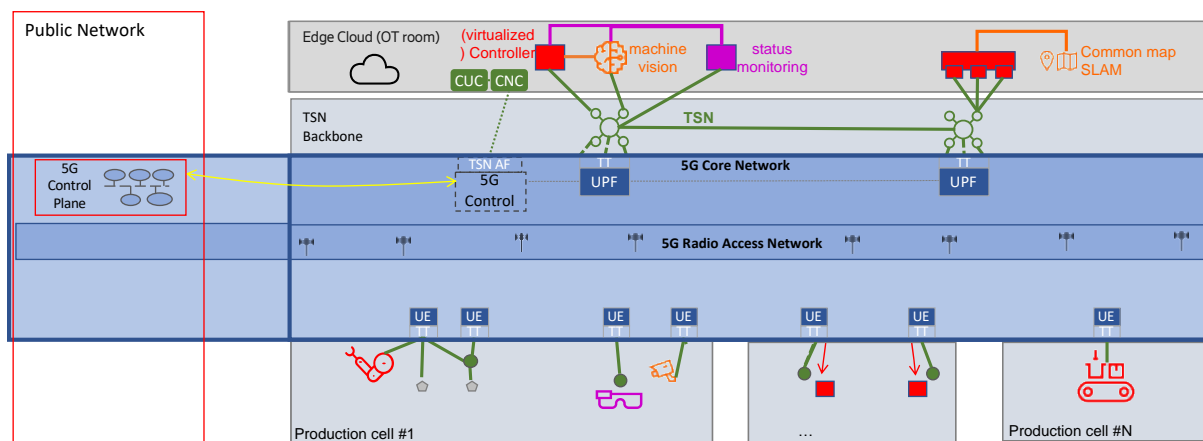 Public Network
Edge Cloud (OT room)
(virtualized
) Controller
machine
vision
status
monitoring
Common map
SLAM
CUC
CNC
TSN
Backbone
TSN
5G
Control
Plane
TSN AF
5G
Control
TT
UPF
5G Core Network
TT
UPF
5G Radio Access Network
UE
TT
UE
TT
UE
TT
UE
TT
UE
TT
UE
TT
UE
TT
Production cell #1
...
Production cell #N